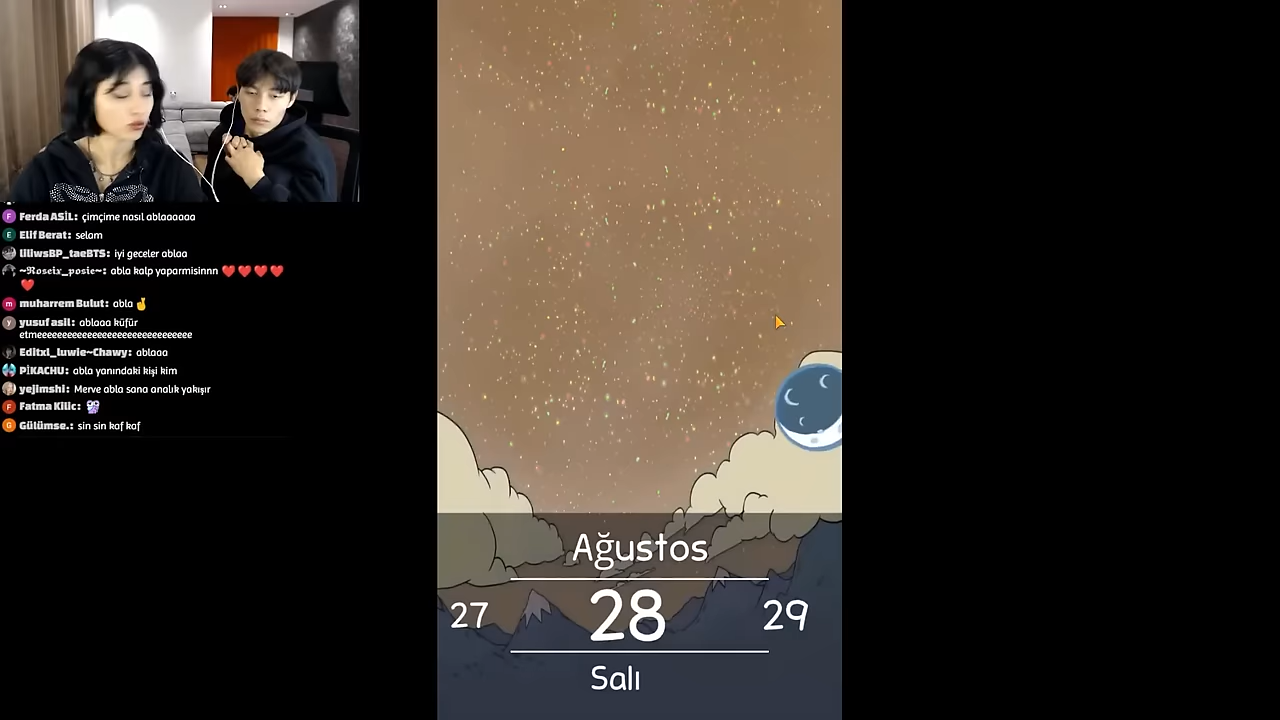 Ferda ASİL: çimçime nasıl ablaaaaaa
Elif Berat: selam
liliwsBP_taeBTS: iyi geceler ablaa
~ℜ𝔬𝔰𝔢𝔦𝔵_𝔭𝔬𝔰𝔦𝔢~: abla kalp yaparmisinnn ❤️❤️❤️❤️
❤️
muharrem Bulut: abla 🤞
yusuf asil: ablaaa küfür
etmeeeeeeeeeeeeeeeeeeeeeeeeeeeeee
Editxl_luwie~Chawy: ablaaa
PİKACHU: abla yanındaki kişi kim
yejimshi: Merve abla sana analık yakışır
Fatma Kilic:
Gülümse.: sin sin kaf kaf
Ağustos
27 28 29
Salı